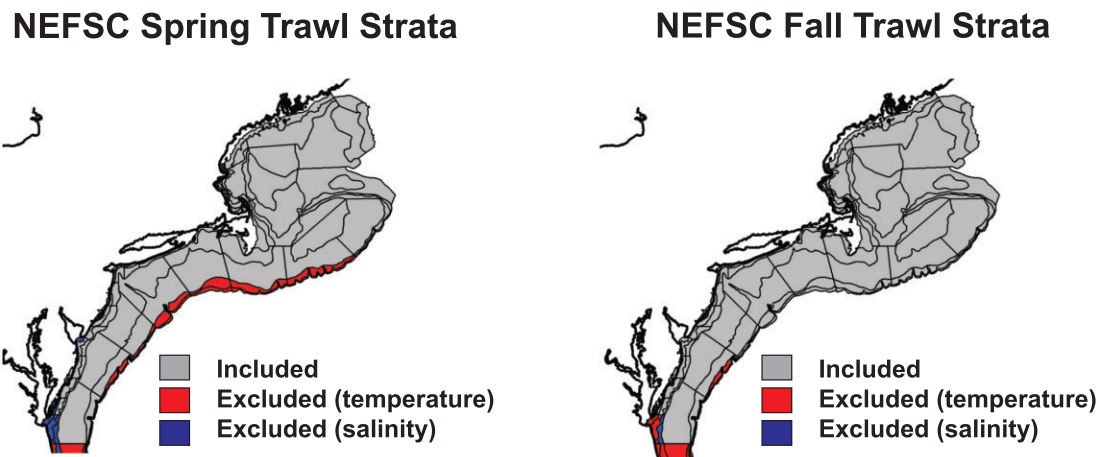 NEFSC Spring Trawl Strata
Included
Excluded (temperature)
Excluded (salinity)
NEFSC Fall Trawl Strata
Included
Excluded (temperature)
Excluded (salinity)